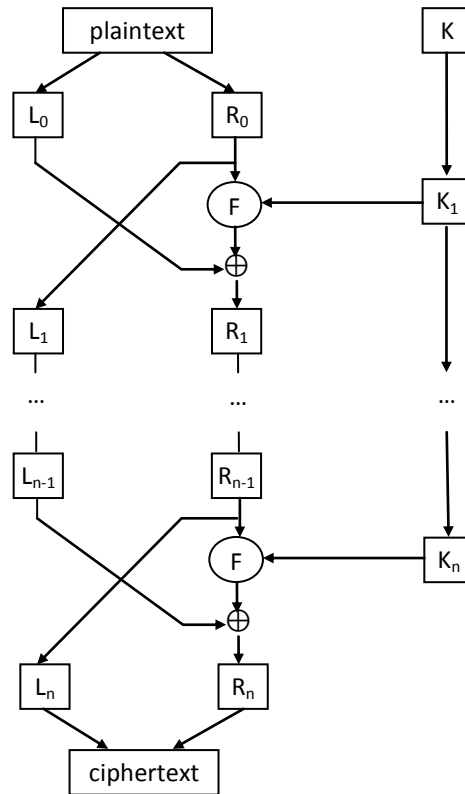 plaintext K
L₀ R₀
F K₁
L₁ R₁
... ... ...
Lₙ₋₁ Rₙ₋₁
F Kₙ
Lₙ Rₙ
ciphertext